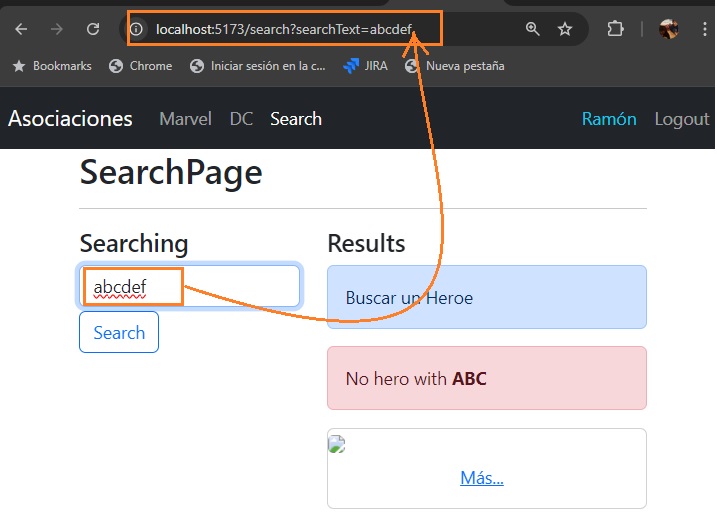 localhost:5173/search?searchText=abcdef
Bookmarks Chrome Iniciar sesión en la c... JIRA Nueva pestaña
Asociaciones Marvel DC Search Ramón Logout
SearchPage
Searching
abcdef
Search
Results
Buscar un Heroe
No hero with ABC
Más...